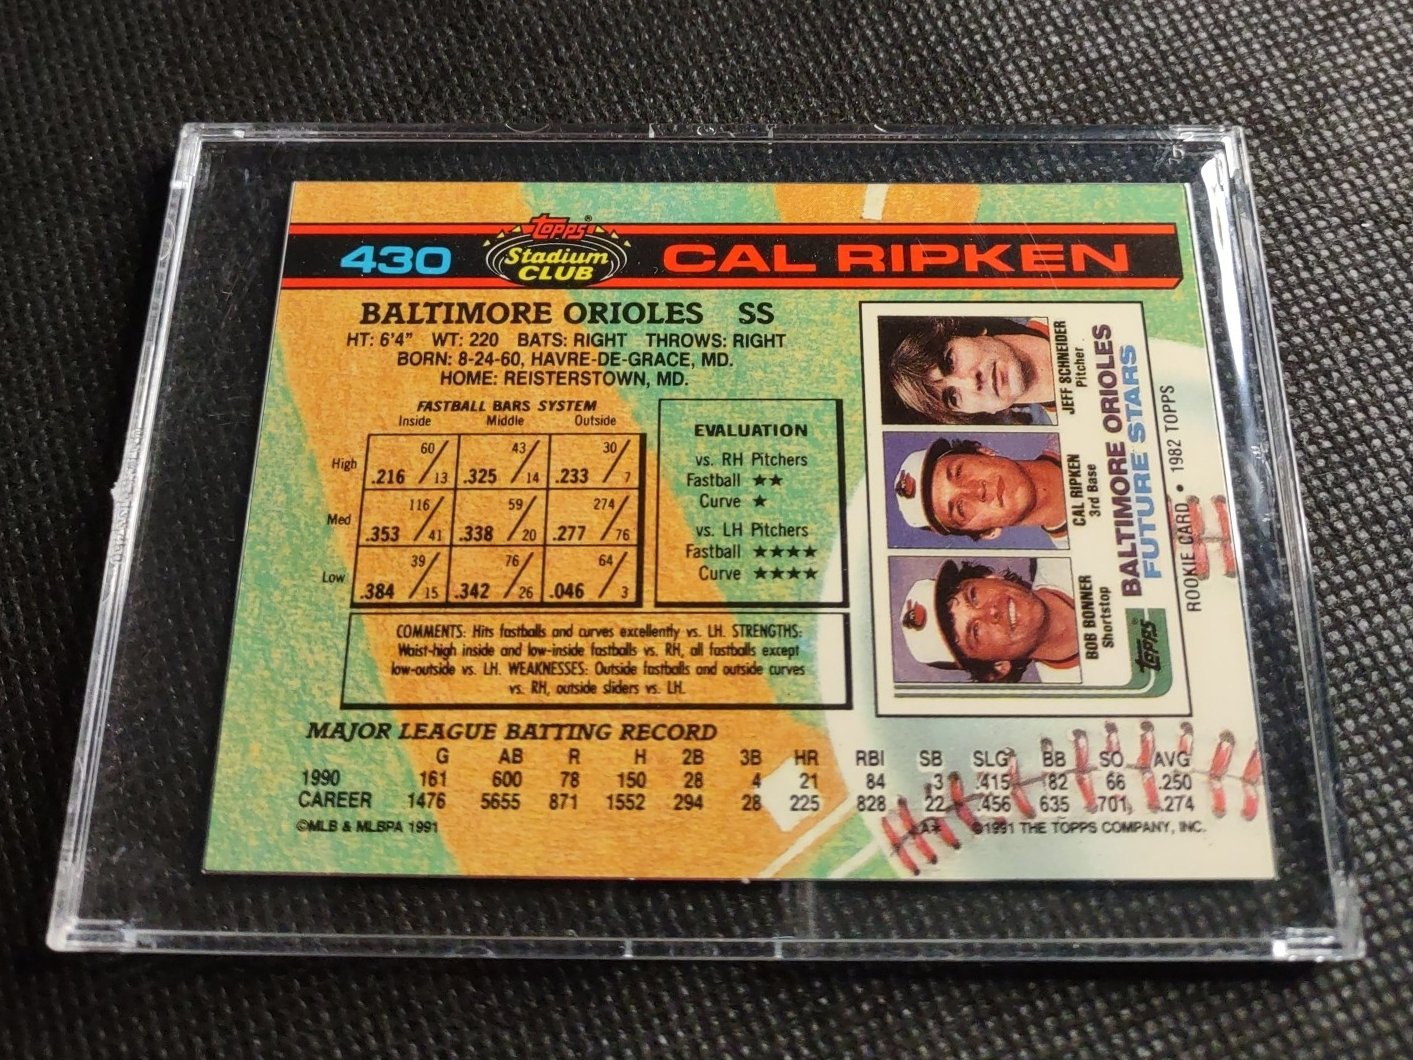 430 Topps® Stadium CLUB CAL RIPKEN
BALTIMORE ORIOLES SS
HT: 6'4" WT: 220 BATS: RIGHT THROWS: RIGHT
BORN: 8-24-60, HAVRE-DE-GRACE, MD.
HOME: REISTERSTOWN, MD.
FASTBALL BARS SYSTEM
Inside Middle Outside
High .216 60/13 .325 43/14 .233 30/7
Med .353 116/41 .338 59/20 .277 274/76
Low .384 39/15 .342 76/26 .046 64/3
EVALUATION
vs. RH Pitchers
Fastball ★★
Curve ★
vs. LH Pitchers
Fastball ★★★★
Curve ★★★★
COMMENTS: Hits fastballs and curves excellently vs. LH. STRENGTHS:
Waist-high inside and low-inside fastballs vs. RH, all fastballs except
low-outside vs. LH. WEAKNESSES: Outside fastballs and outside curves
vs. RH, outside sliders vs. LH.
JEFF SCHNEIDER
Pitcher
CAL RIPKEN
3rd Base
BOB BONNER
Shortstop
BALTIMORE ORIOLES
FUTURE STARS
Topps
ROOKIE CARD • 1982 TOPPS
MAJOR LEAGUE BATTING RECORD
G AB R H 2B 3B HR RBI SB SLG BB SO AVG
1990 161 600 78 150 28 4 21 84 3 .415 82 66 .250
CAREER 1476 5655 871 1552 294 28 225 828 22 .456 635 701 .274
©MLB & MLBPA 1991 A* ©1991 THE TOPPS COMPANY, INC.